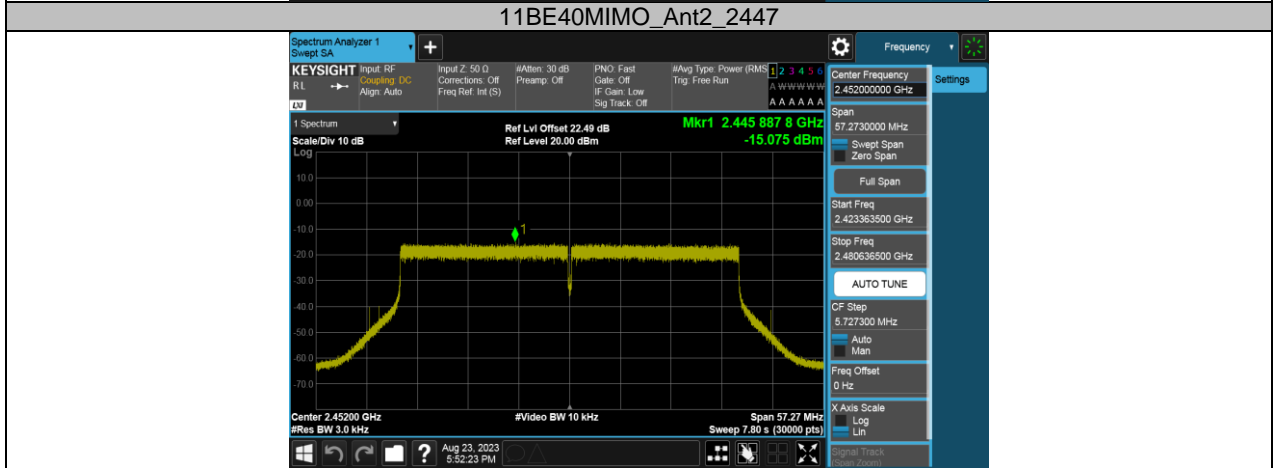 11BE40MIMO_Ant2_2447
Spectrum Analyzer 1
Swept SA
+
Frequency
KEYSIGHT Input: RF
RL
Coupling: DC
Align: Auto
LXI
Input Z: 50 Ω
Corrections: Off
Freq Ref: Int (S)
#Atten: 30 dB
Preamp: Off
PNO: Fast
Gate: Off
IF Gain: Low
Sig Track: Off
#Avg Type: Power (RMS
Trig: Free Run
1 2 3 4 5 6
A W W W W W
A A A A A A
Center Frequency
2.452000000 GHz
Settings
1 Spectrum
Scale/Div 10 dB
Ref Lvl Offset 22.49 dB
Ref Level 20.00 dBm
Mkr1 2.445 887 8 GHz
-15.075 dBm
Span
57.2730000 MHz
Swept Span
Zero Span
Full Span
Start Freq
2.423363500 GHz
Stop Freq
2.480636500 GHz
AUTO TUNE
CF Step
5.727300 MHz
Auto
Man
Freq Offset
0 Hz
X Axis Scale
Log
Lin
Signal Track
(Span Zoom)
Log
10.0
0.00
-10.0
-20.0
-30.0
-40.0
-50.0
-60.0
-70.0
1
Center 2.45200 GHz
#Res BW 3.0 kHz
#Video BW 10 kHz
Span 57.27 MHz
Sweep 7.80 s (30000 pts)
?
Aug 23, 2023
5:52:23 PM